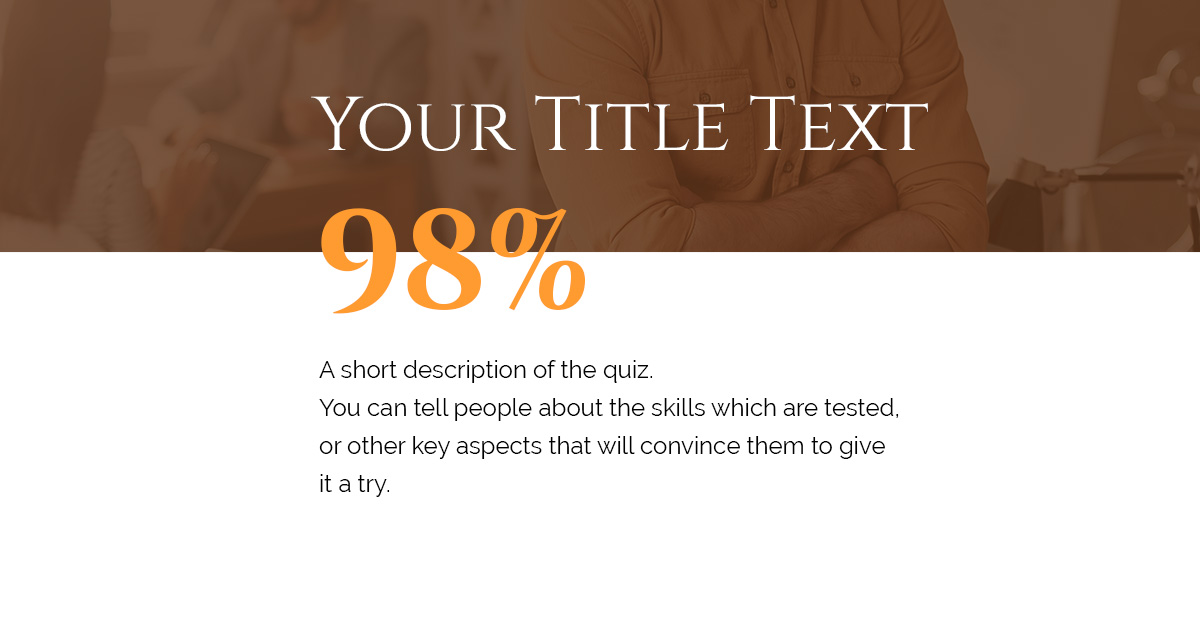 Your Title Text
98%
A short description of the quiz.
You can tell people about the skills which are tested,
or other key aspects that will convince them to give
it a try.